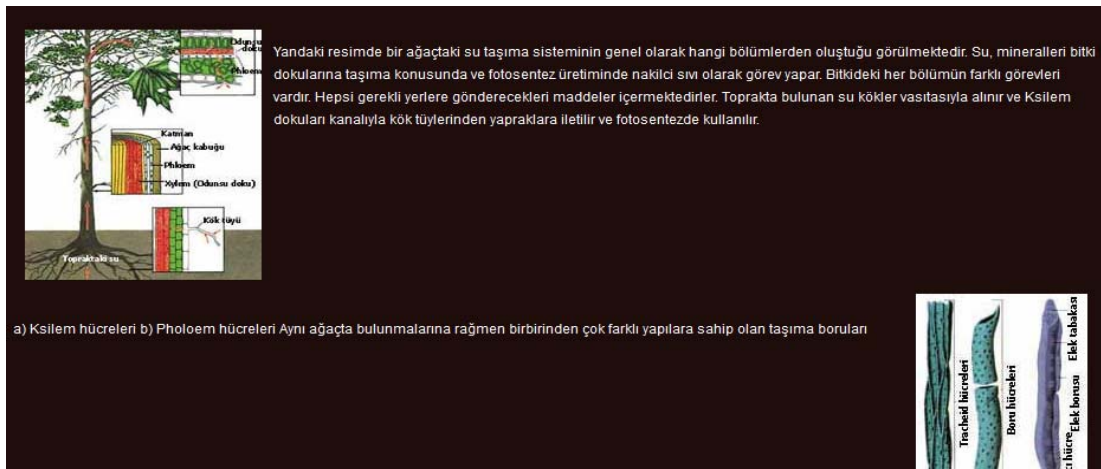 Odunsu
doku
Phloem
Yandaki resimde bir ağaçtaki su taşıma sisteminin genel olarak hangi bölümlerden oluştuğu görülmektedir. Su, mineralleri bitki
dokularına taşıma konusunda ve fotosentez üretiminde nakilci sıvı olarak görev yapar. Bitkideki her bölümün farklı görevleri
vardır. Hepsi gerekli yerlere gönderecekleri maddeler içermektedirler. Toprakta bulunan su kökler vasıtasıyla alınır ve Ksilem
dokuları kanalıyla kök tüylerinden yapraklara iletilir ve fotosentezde kullanılır.
Katman
Ağaç kabuğu
Phloem
Xylem (Odunsu doku)
Kök tüyü
Topraktaki su
a) Ksilem hücreleri b) Pholoem hücreleri Aynı ağaçta bulunmalarına rağmen birbirinden çok farklı yapılara sahip olan taşıma boruları
Tracheid hücreleri
Boru hücreleri
Elek tabakası
Elek borusu